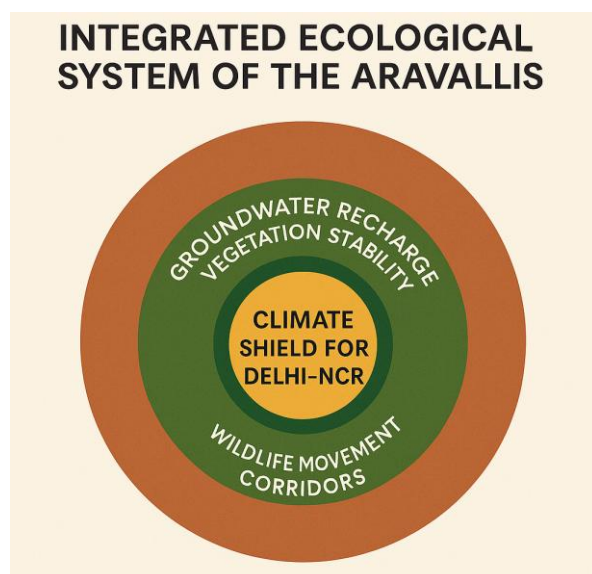 INTEGRATED ECOLOGICAL
SYSTEM OF THE ARAVALLIS
GROUNDWATER RECHARGE
VEGETATION STABILITY
CLIMATE
SHIELD FOR
DELHI-NCR
WILDLIFE MOVEMENT
CORRIDORS